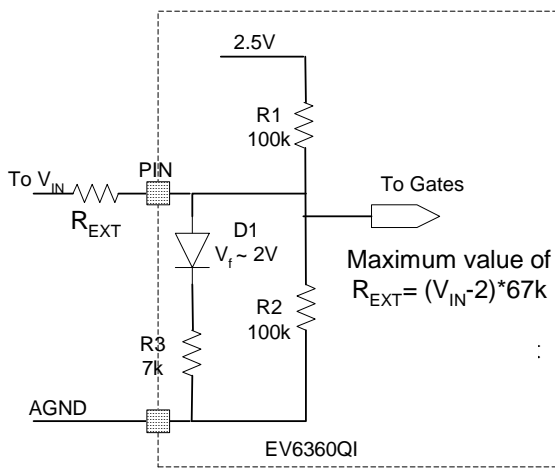 2.5V
R1
100k
PIN
To V_IN
R_EXT
To Gates
D1
V_f ~ 2V
Maximum value of
R_EXT= (V_IN-2)*67k
R2
100k
R3
7k
:
AGND
EV6360QI